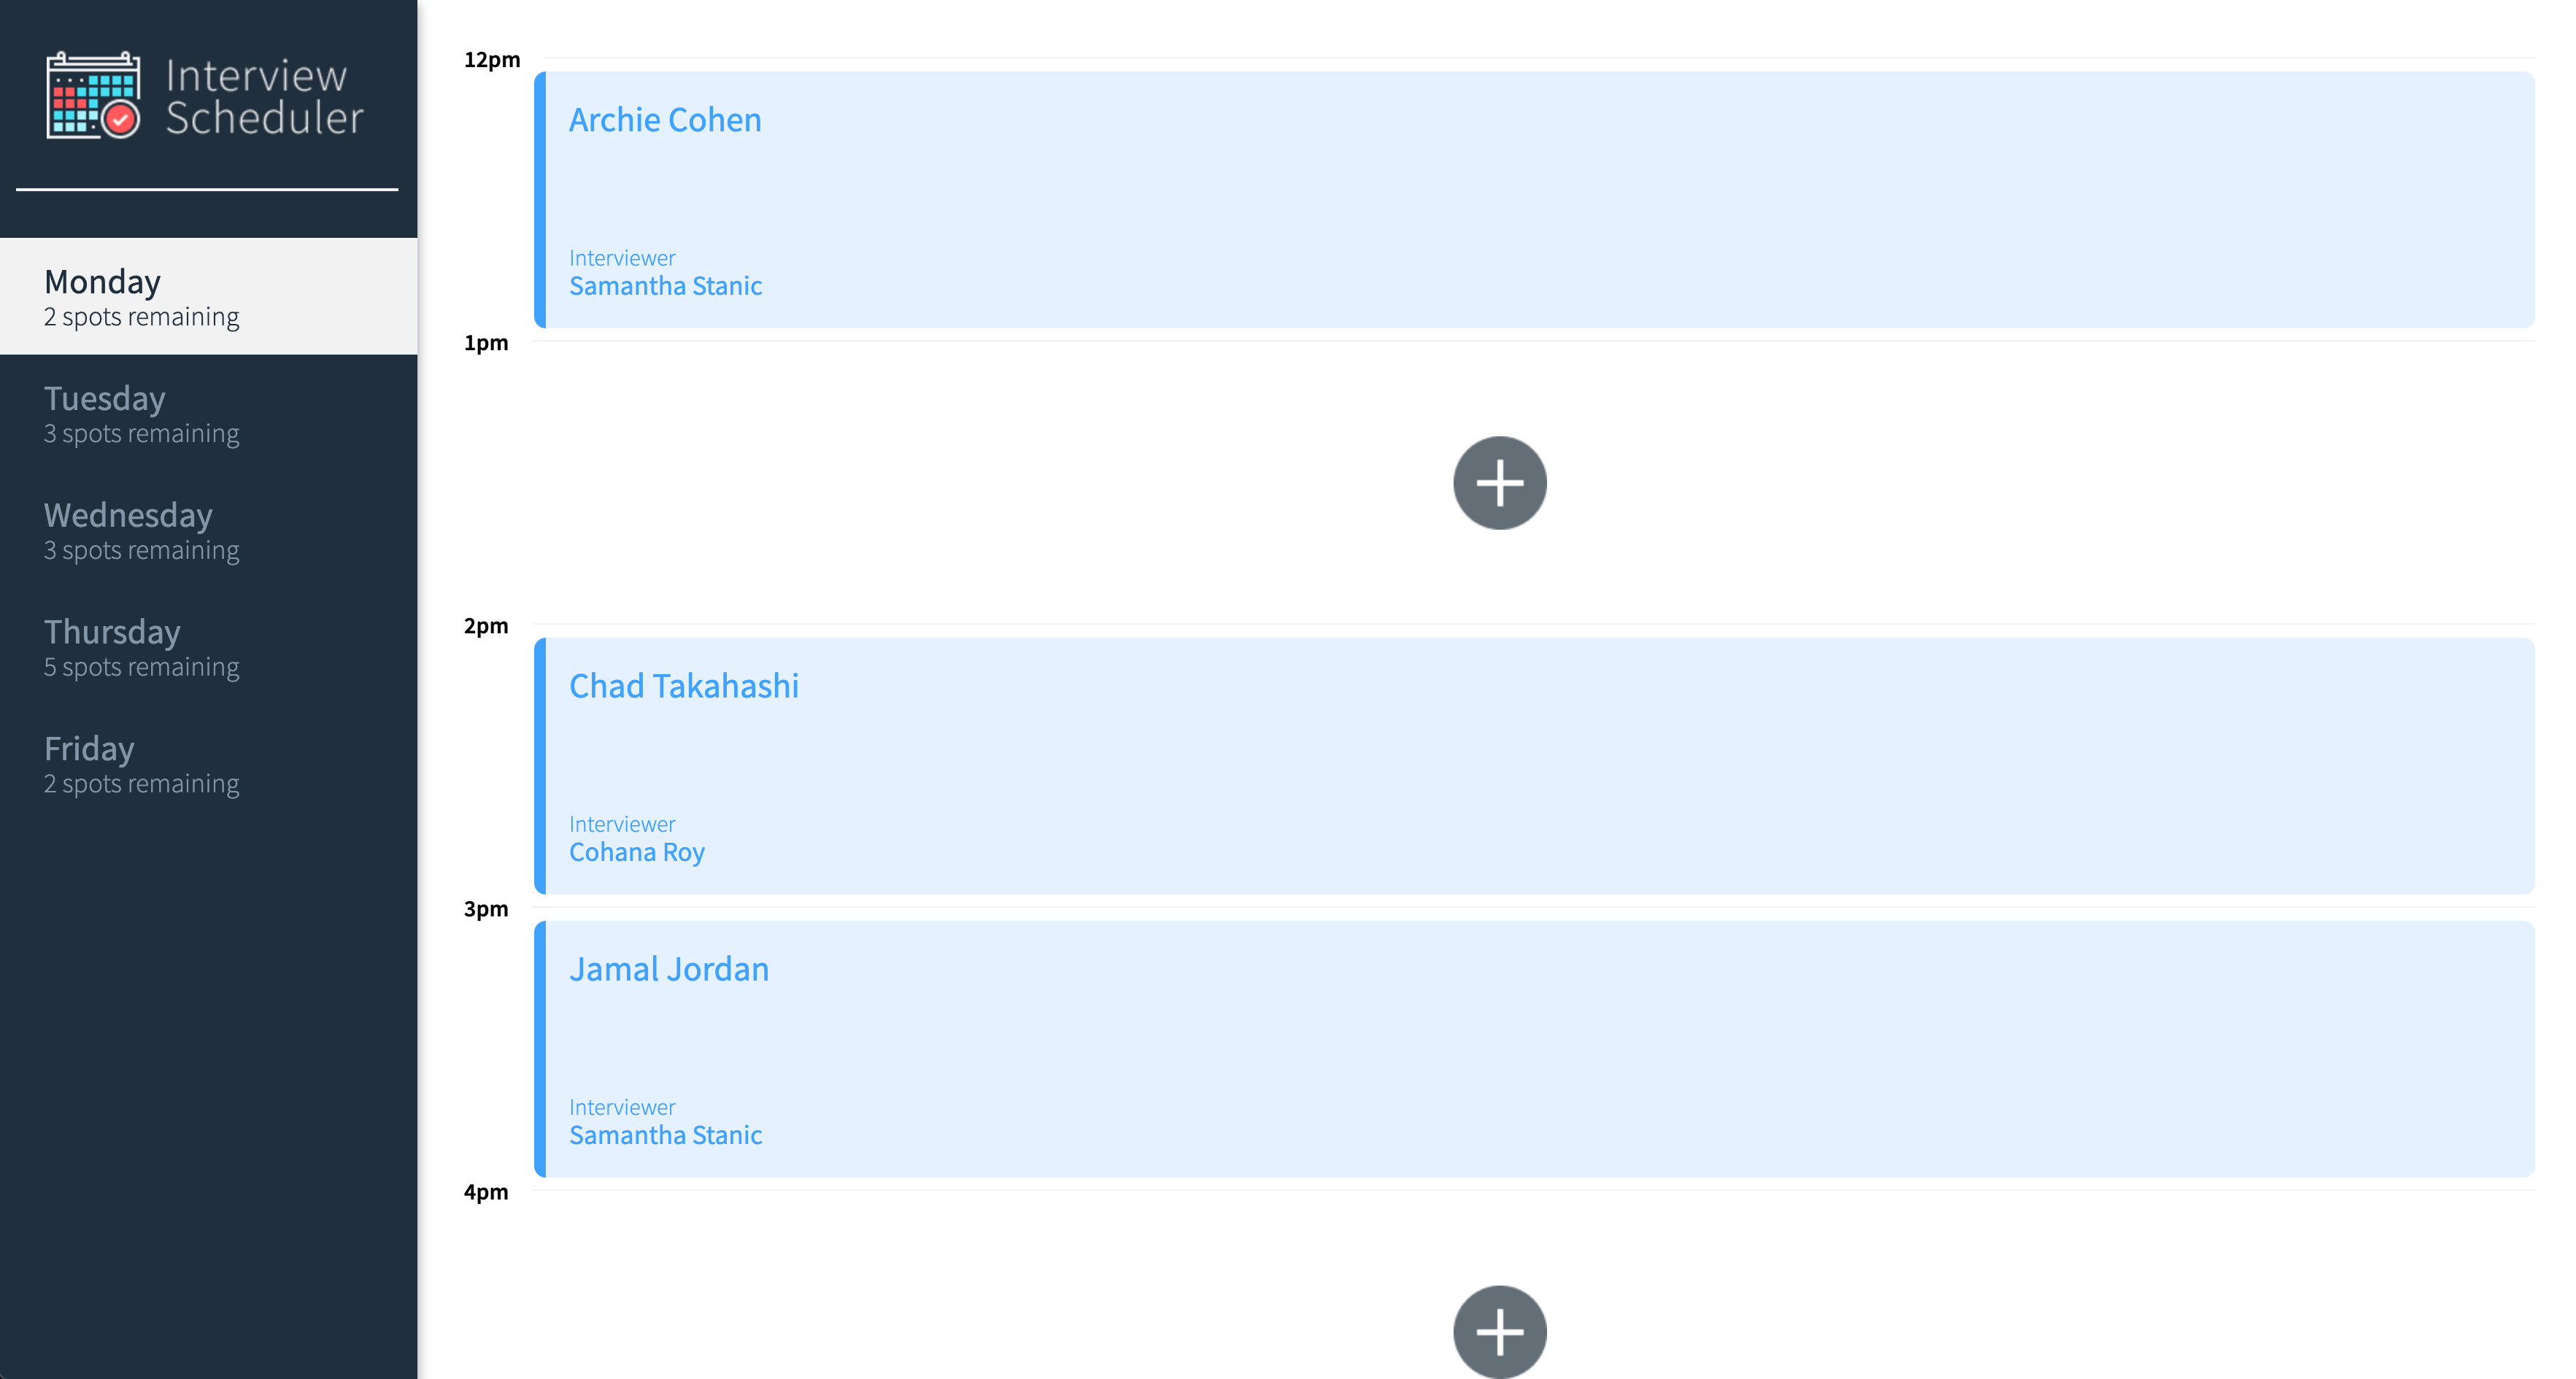 Interview
Scheduler
Monday
2 spots remaining
Tuesday
3 spots remaining
Wednesday
3 spots remaining
Thursday
5 spots remaining
Friday
2 spots remaining
12pm
Archie Cohen
Interviewer
Samantha Stanic
1pm
2pm
Chad Takahashi
Interviewer
Cohana Roy
3pm
Jamal Jordan
Interviewer
Samantha Stanic
4pm